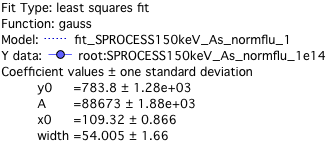 Fit Type: least squares fit
Function: gauss
Model: fit_SPROCESS150keV_As_normflu_1
Y data: root:SPROCESS150keV_As_normflu_1e14
Coefficient values ± one standard deviation
y0 =783.8 ± 1.28e+03
A =88673 ± 1.88e+03
x0 =109.32 ± 0.866
width =54.005 ± 1.66